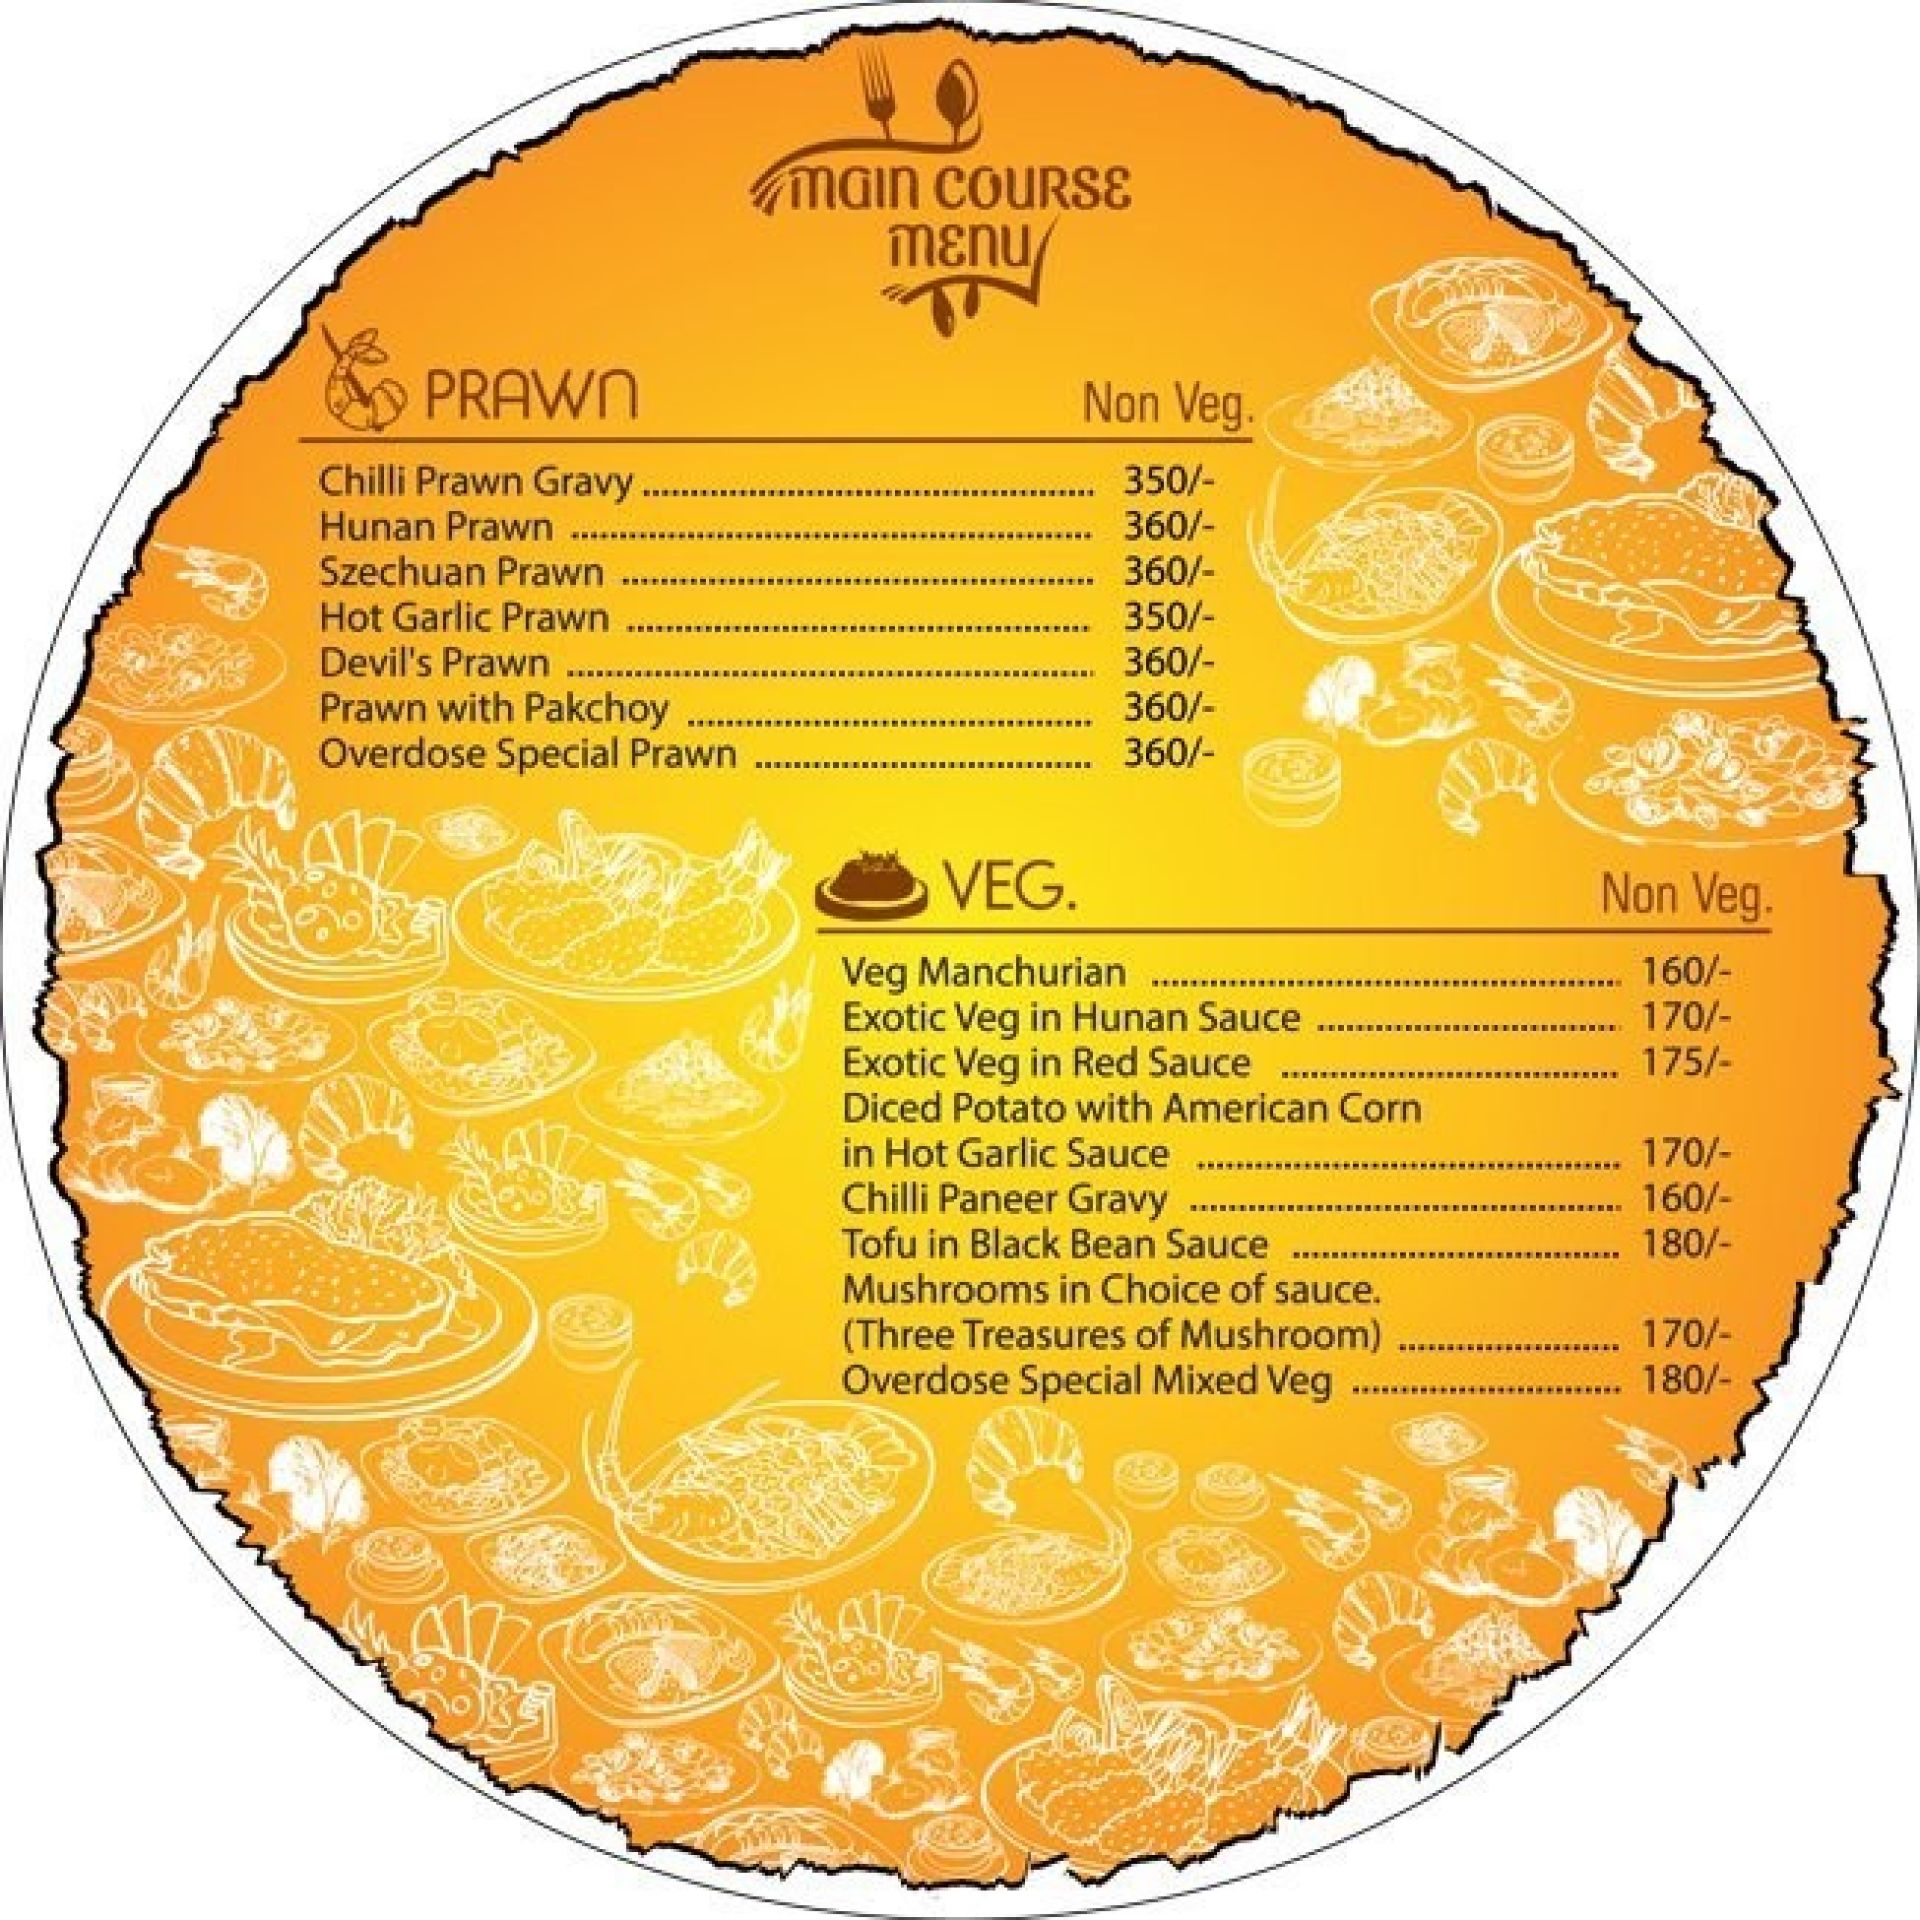 main course
menu
PRAWN Non Veg.
Chilli Prawn Gravy ........ 350/-
Hunan Prawn ........ 360/-
Szechuan Prawn ........ 360/-
Hot Garlic Prawn ........ 350/-
Devil's Prawn ........ 360/-
Prawn with Pakchoy ........ 360/-
Overdose Special Prawn ........ 360/-
VEG. Non Veg.
Veg Manchurian ........ 160/-
Exotic Veg in Hunan Sauce ........ 170/-
Exotic Veg in Red Sauce ........ 175/-
Diced Potato with American Corn
in Hot Garlic Sauce ........ 170/-
Chilli Paneer Gravy ........ 160/-
Tofu in Black Bean Sauce ........ 180/-
Mushrooms in Choice of sauce.
(Three Treasures of Mushroom) ........ 170/-
Overdose Special Mixed Veg ........ 180/-